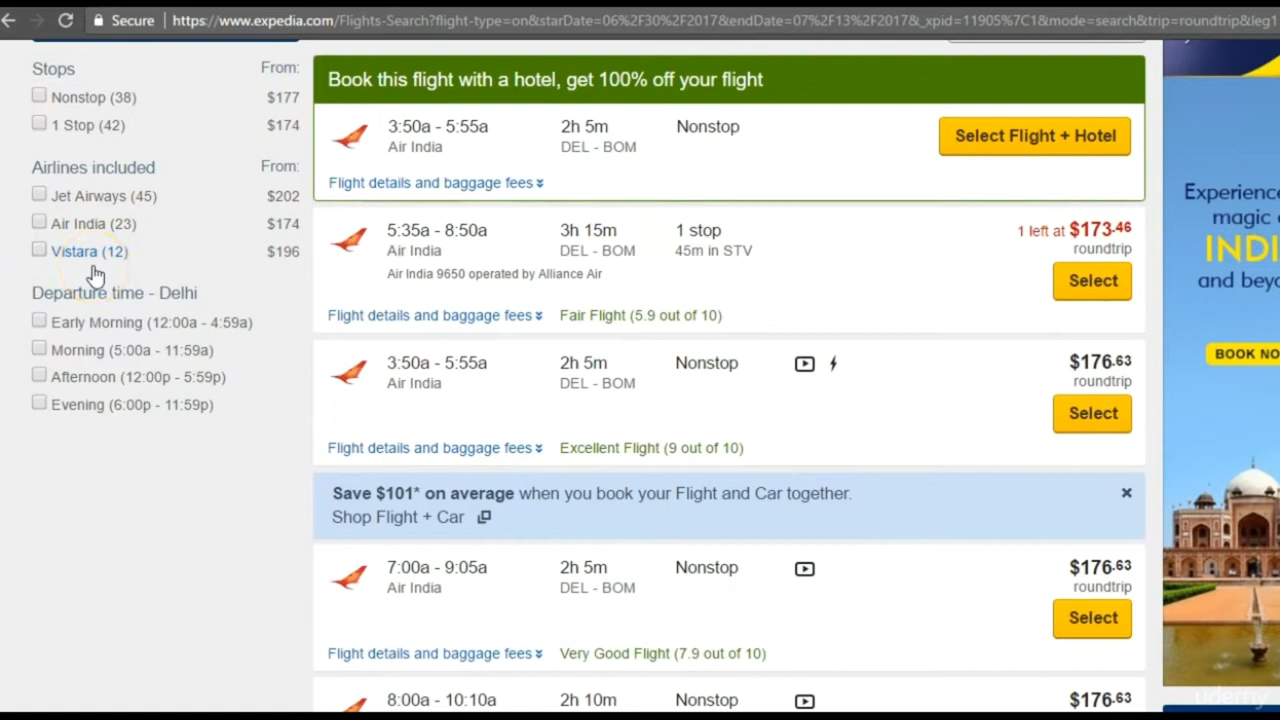 Secure
https://www.expedia.com/Flights-Search?flight-type=on&starDate=06%2F30%2F2017&endDate=07%2F13%2F2017&_xpid=11905%7C1&mode=search&trip=roundtrip&leg1
Stops From:
Nonstop (38) $177
1 Stop (42) $174
Airlines included From:
Jet Airways (45) $202
Air India (23) $174
Vistara (12) $196
Departure time - Delhi
Early Morning (12:00a - 4:59a)
Morning (5:00a - 11:59a)
Afternoon (12:00p - 5:59p)
Evening (6:00p - 11:59p)
Book this flight with a hotel, get 100% off your flight
3:50a - 5:55a 2h 5m Nonstop
Air India DEL - BOM
Select Flight + Hotel
Flight details and baggage fees
5:35a - 8:50a 3h 15m 1 stop 1 left at $173.46
Air India DEL - BOM 45m in STV roundtrip
Air India 9650 operated by Alliance Air
Select
Flight details and baggage fees Fair Flight (5.9 out of 10)
3:50a - 5:55a 2h 5m Nonstop $176.63
Air India DEL - BOM roundtrip
Select
Flight details and baggage fees Excellent Flight (9 out of 10)
Save $101* on average when you book your Flight and Car together.
Shop Flight + Car
7:00a - 9:05a 2h 5m Nonstop $176.63
Air India DEL - BOM roundtrip
Select
Flight details and baggage fees Very Good Flight (7.9 out of 10)
8:00a - 10:10a 2h 10m Nonstop $176.63
Experience
magic
INDI
and beyo
BOOK NO
udemy